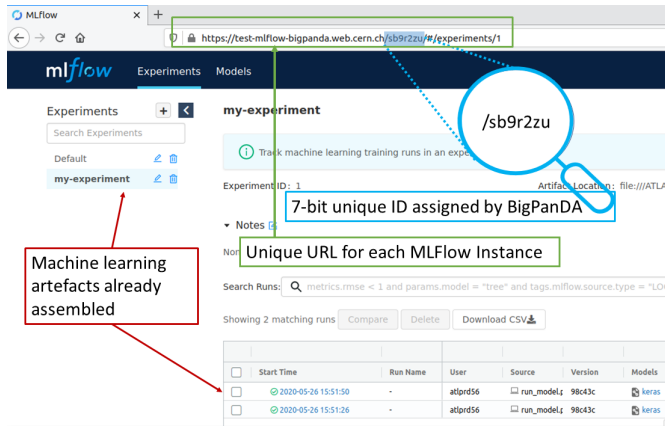 MLflow
https://test-mlflow-bigpanda.web.cern.ch/sb9r2zu/#/experiments/1
mlflow Experiments Models
Experiments
Search Experiments
Default
my-experiment
my-experiment
/sb9r2zu
Track machine learning training runs in an
Experiment ID: 1
Artifact Location: file:///ATLA
7-bit unique ID assigned by BigPanDA
Notes
Unique URL for each MLFlow Instance
Machine learning
artefacts already
assembled
Search Runs: metrics.rmse < 1 and params.model = "tree" and tags.mlflow.source.type = "LO
Showing 2 matching runs Compare Delete Download CSV
Start Time Run Name User Source Version Models
2020-05-26 15:51:50 - atlprd56 run_model.p 98c43c keras
2020-05-26 15:51:26 - atlprd56 run_model.p 98c43c keras